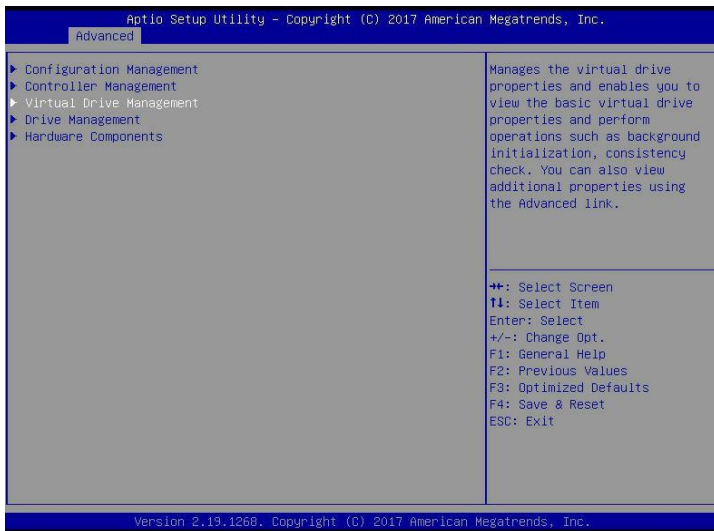 Aptio Setup Utility – Copyright (C) 2017 American Megatrends, Inc.
Advanced
▶ Configuration Management
▶ Controller Management
▶ Virtual Drive Management
▶ Drive Management
▶ Hardware Components
Manages the virtual drive
properties and enables you to
view the basic virtual drive
properties and perform
operations such as background
initialization, consistency
check. You can also view
additional properties using
the Advanced link.
→←: Select Screen
↑↓: Select Item
Enter: Select
+/-: Change Opt.
F1: General Help
F2: Previous Values
F3: Optimized Defaults
F4: Save & Reset
ESC: Exit
Version 2.19.1268. Copyright (C) 2017 American Megatrends, Inc.